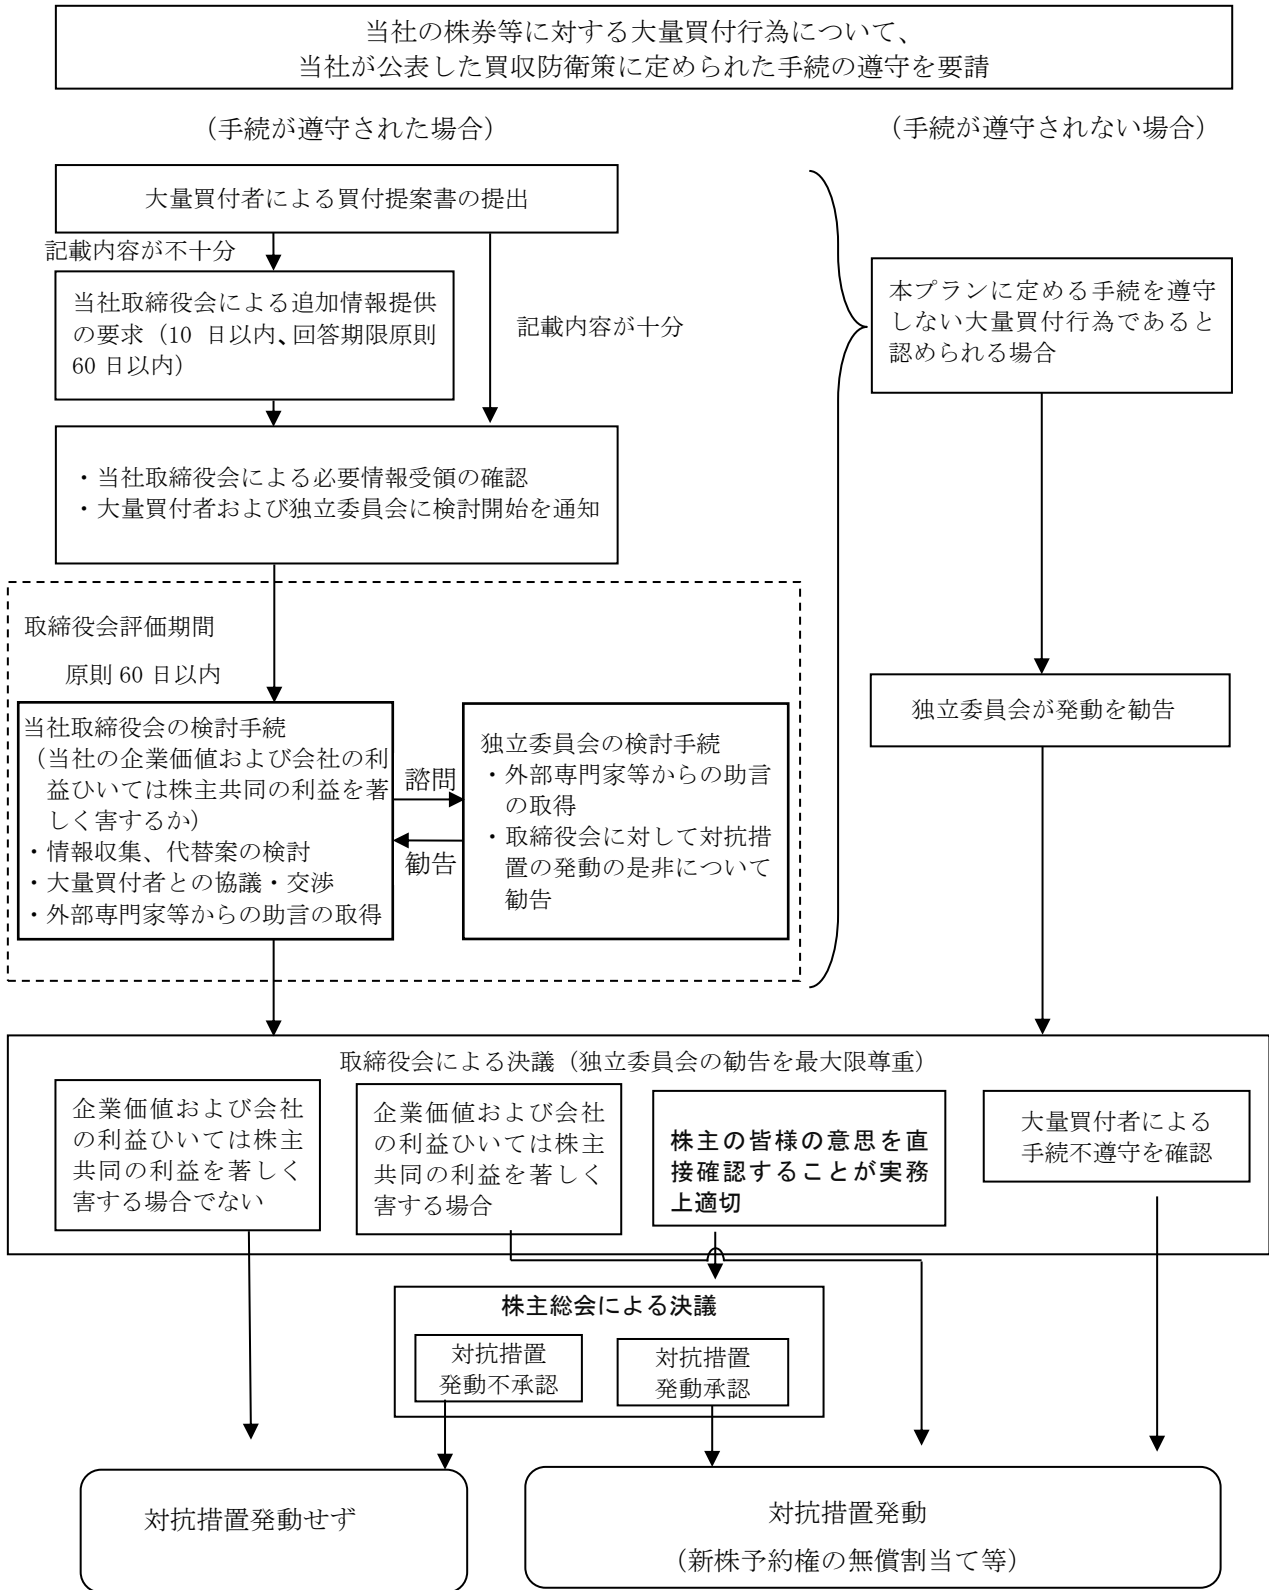 当社の株券等に対する大量買付行為について、
当社が公表した買収防衛策に定められた手続の遵守を要請
（手続が遵守された場合）
（手続が遵守されない場合）
大量買付者による買付提案書の提出
記載内容が不十分
当社取締役会による追加情報提供
の要求（10 日以内、回答期限原則
60 日以内）
記載内容が十分
本プランに定める手続を遵守
しない大量買付行為であると
認められる場合
・当社取締役会による必要情報受領の確認
・大量買付者および独立委員会に検討開始を通知
取締役会評価期間
原則 60 日以内
当社取締役会の検討手続
（当社の企業価値および会社の利
益ひいては株主共同の利益を著
しく害するか）
・情報収集、代替案の検討
・大量買付者との協議・交渉
・外部専門家等からの助言の取得
諮問
勧告
独立委員会の検討手続
・外部専門家等からの助言
の取得
・取締役会に対して対抗措
置の発動の是非について
勧告
独立委員会が発動を勧告
取締役会による決議（独立委員会の勧告を最大限尊重）
企業価値および会社
の利益ひいては株主
共同の利益を著しく
害する場合でない
企業価値および会社
の利益ひいては株主
共同の利益を著しく
害する場合
株主の皆様の意思を直
接確認することが実務
上適切
大量買付者による
手続不遵守を確認
株主総会による決議
対抗措置
発動不承認
対抗措置
発動承認
対抗措置発動せず
対抗措置発動
（新株予約権の無償割当て等）